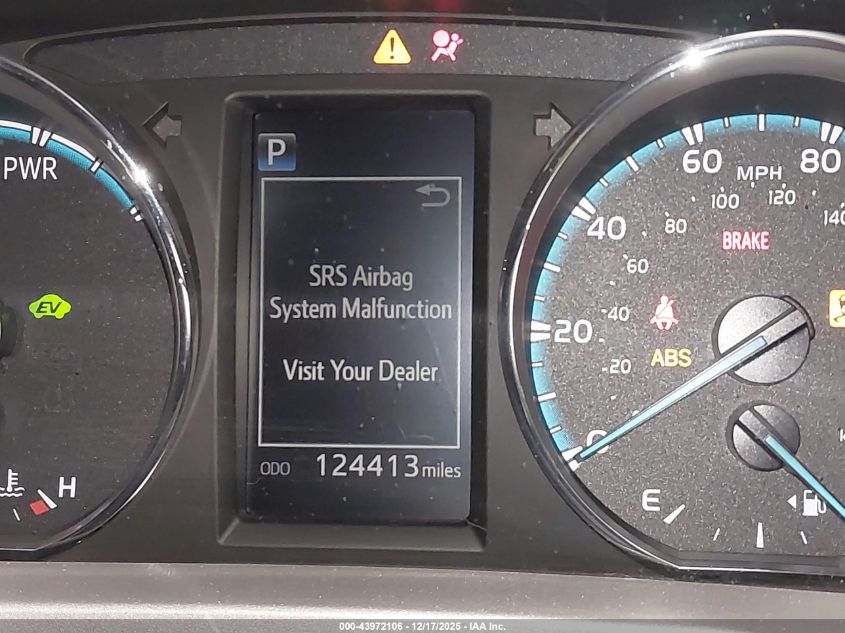 PWR
EV
H
P
SRS Airbag
System Malfunction
Visit Your Dealer
ODO 124413 miles
60 MPH 80
100 120 140
40 80 BRAKE
60
20 40
20 ABS
0
E
000-43972106 - 12/17/2025 - IAA Inc.